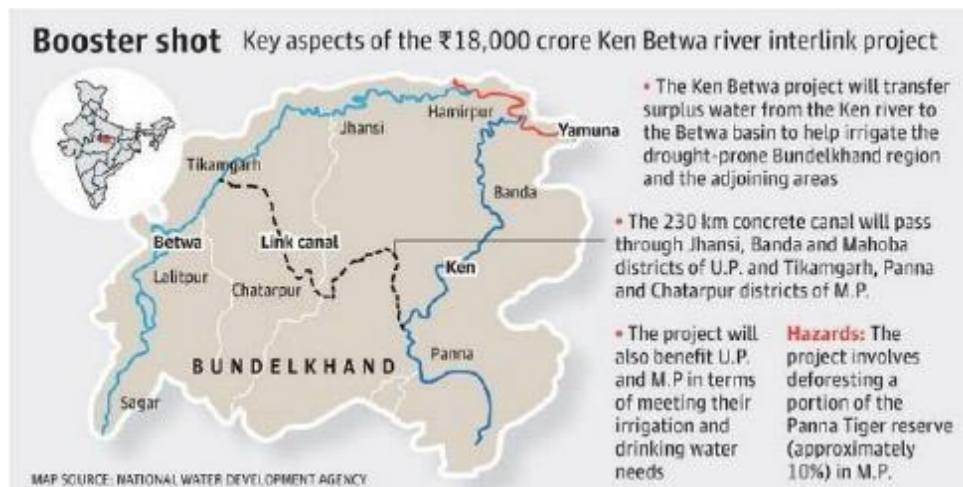 Booster shot Key aspects of the ₹18,000 crore Ken Betwa river interlink project
Hamirpur
Jhansi
Yamuna
Tikamgarh
Banda
Betwa
Link canal
Ken
Lalitpur
Chatarpur
BUNDELKHAND
Panna
Sagar
MAP SOURCE: NATIONAL WATER DEVELOPMENT AGENCY
• The Ken Betwa project will transfer
surplus water from the Ken river to
the Betwa basin to help irrigate the
drought-prone Bundelkhand region
and the adjoining areas
• The 230 km concrete canal will pass
through Jhansi, Banda and Mahoba
districts of U.P. and Tikamgarh, Panna
and Chatarpur districts of M.P.
• The project will
also benefit U.P.
and M.P in terms
of meeting their
irrigation and
drinking water
needs
Hazards: The
project involves
deforesting a
portion of the
Panna Tiger reserve
(approximately
10%) in M.P.